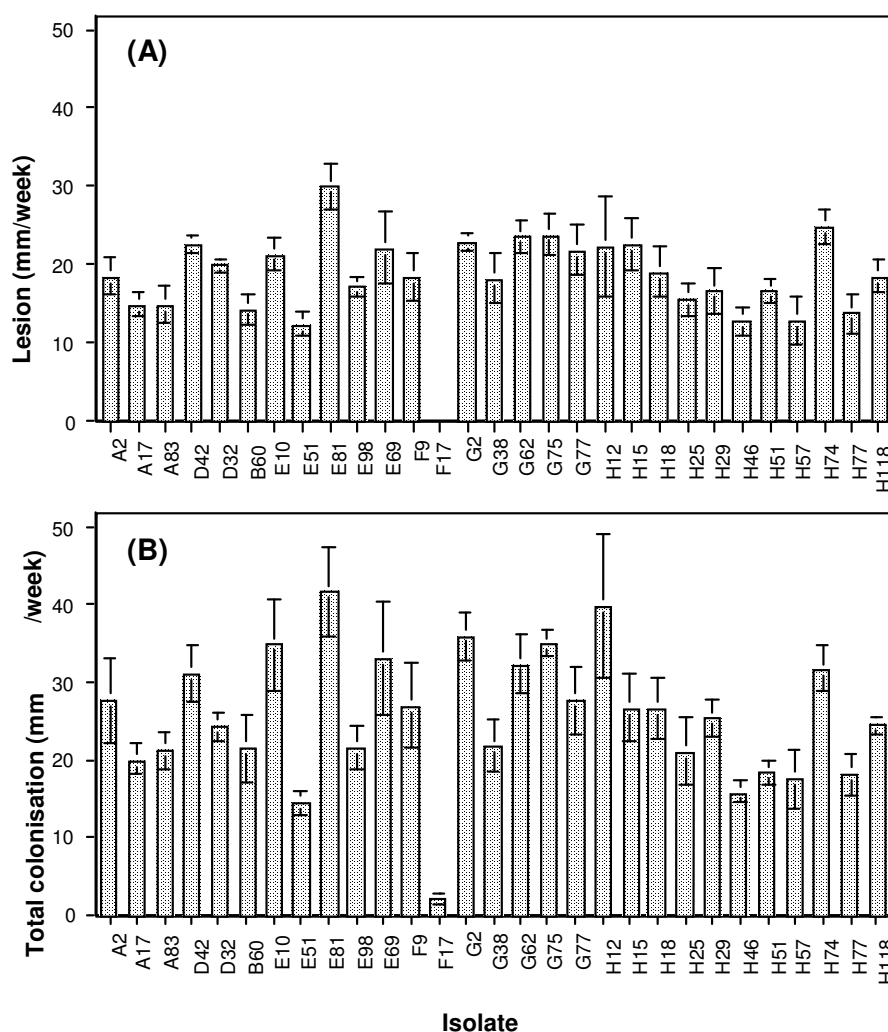 (A)
Lesion (mm/week)
50
40
30
20
10
0
A2 A17 A83 D42 D32 B60 E10 E51 E81 E98 E69 F9 F17 G2 G38 G62 G75 G77 H12 H15 H18 H25 H29 H46 H51 H57 H74 H77 H118
(B)
Total colonisation (mm /week)
50
40
30
20
10
0
A2 A17 A83 D42 D32 B60 E10 E51 E81 E98 E69 F9 F17 G2 G38 G62 G75 G77 H12 H15 H18 H25 H29 H46 H51 H57 H74 H77 H118
Isolate